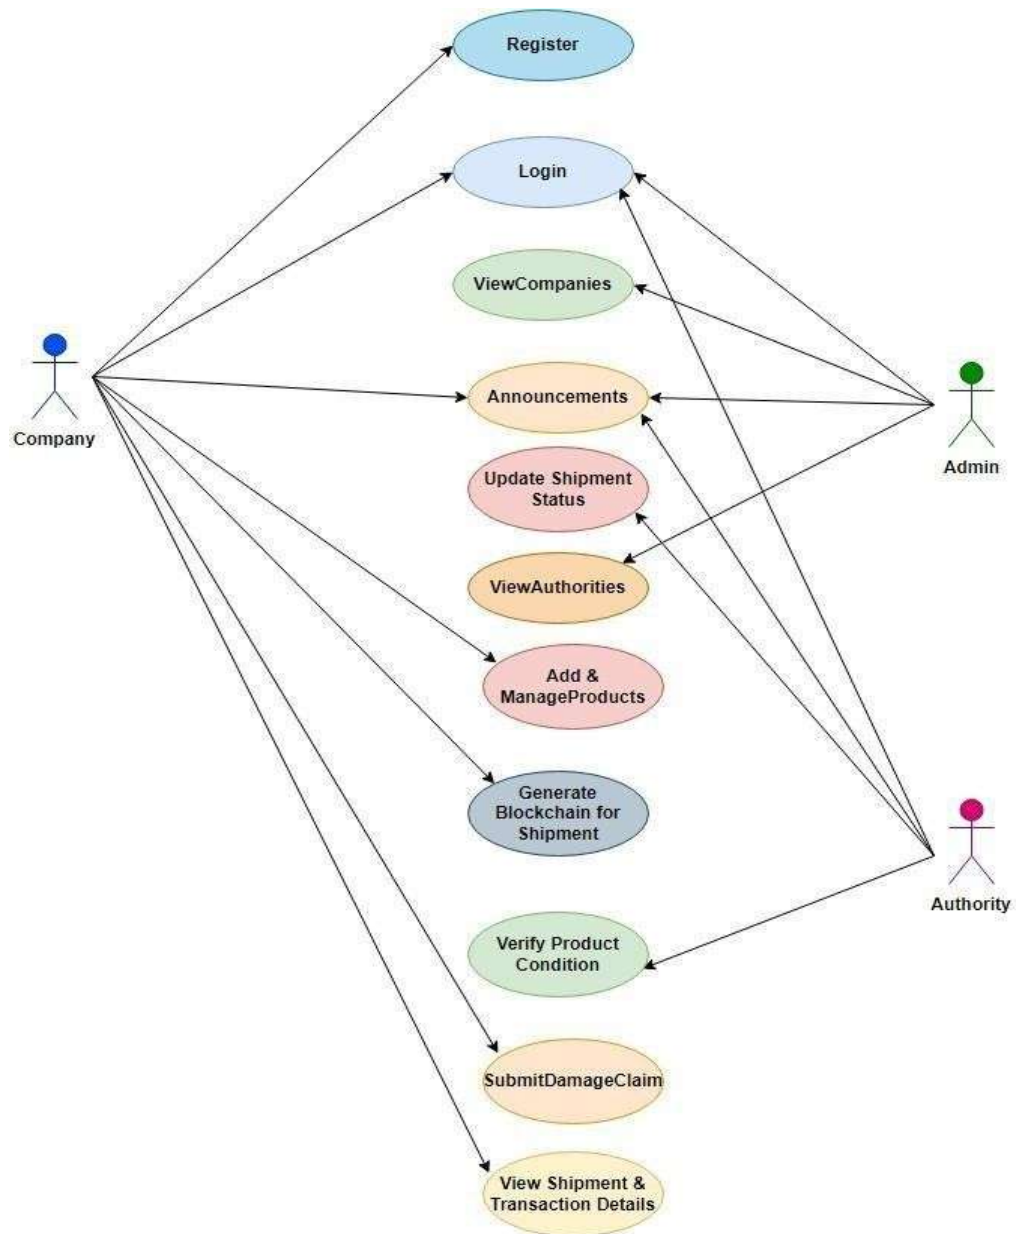 Register
Login
ViewCompanies
Announcements
Company
Admin
Update Shipment
Status
ViewAuthorities
Add &
ManageProducts
Generate
Blockchain for
Shipment
Authority
Verify Product
Condition
SubmitDamageClaim
View Shipment &
Transaction Details